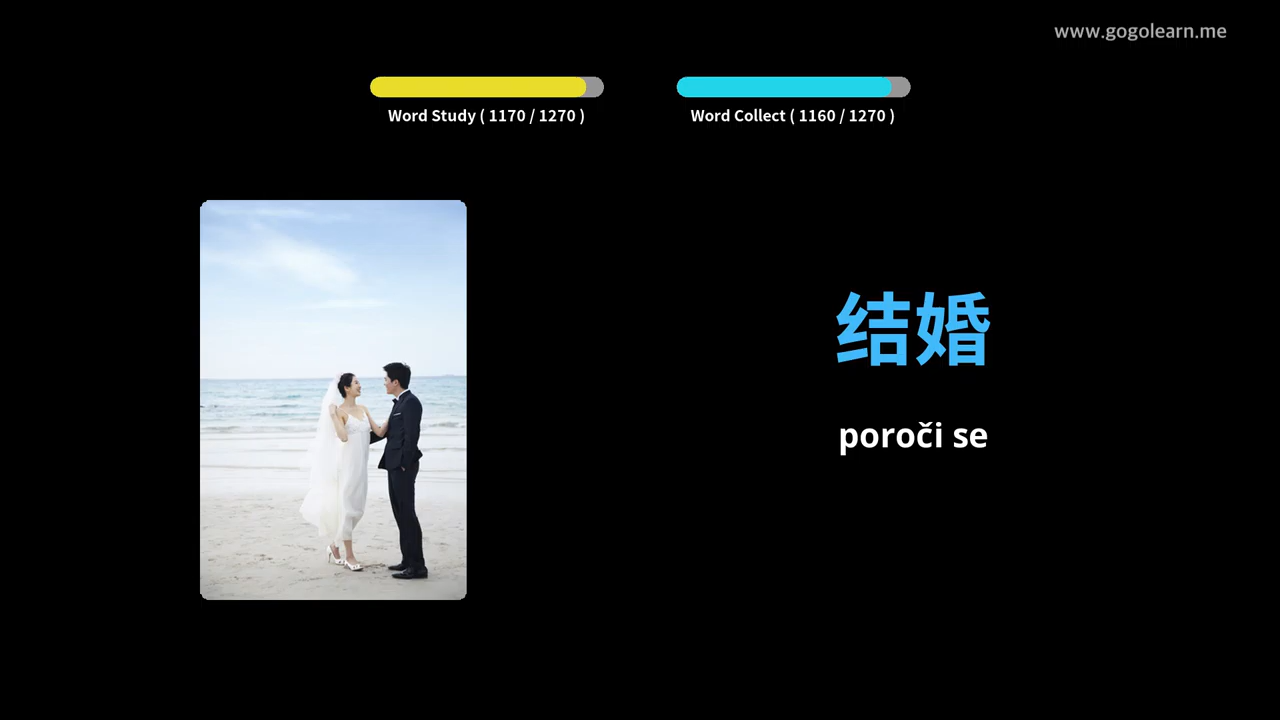 www.gogolearn.me
Word Study ( 1170 / 1270 )
Word Collect ( 1160 / 1270 )
结婚
poroči se